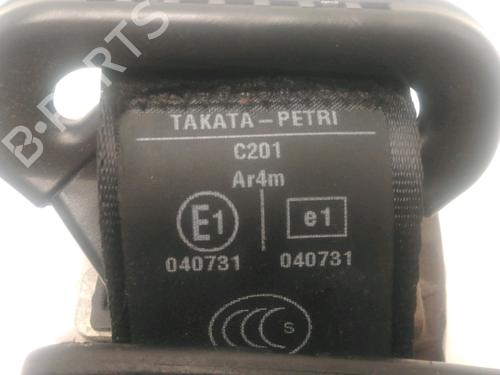 B-PARTS
TAKATA-PETRI
C201
Ar4m
E1 e1
040731 040731
CCC S